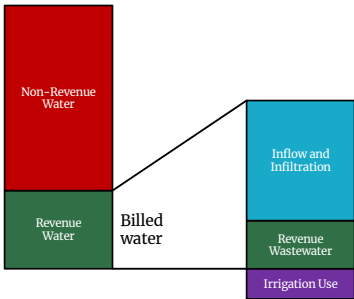 Non-Revenue
Water
Revenue
Water
Billed
water
Inflow and
Infiltration
Revenue
Wastewater
Irrigation Use